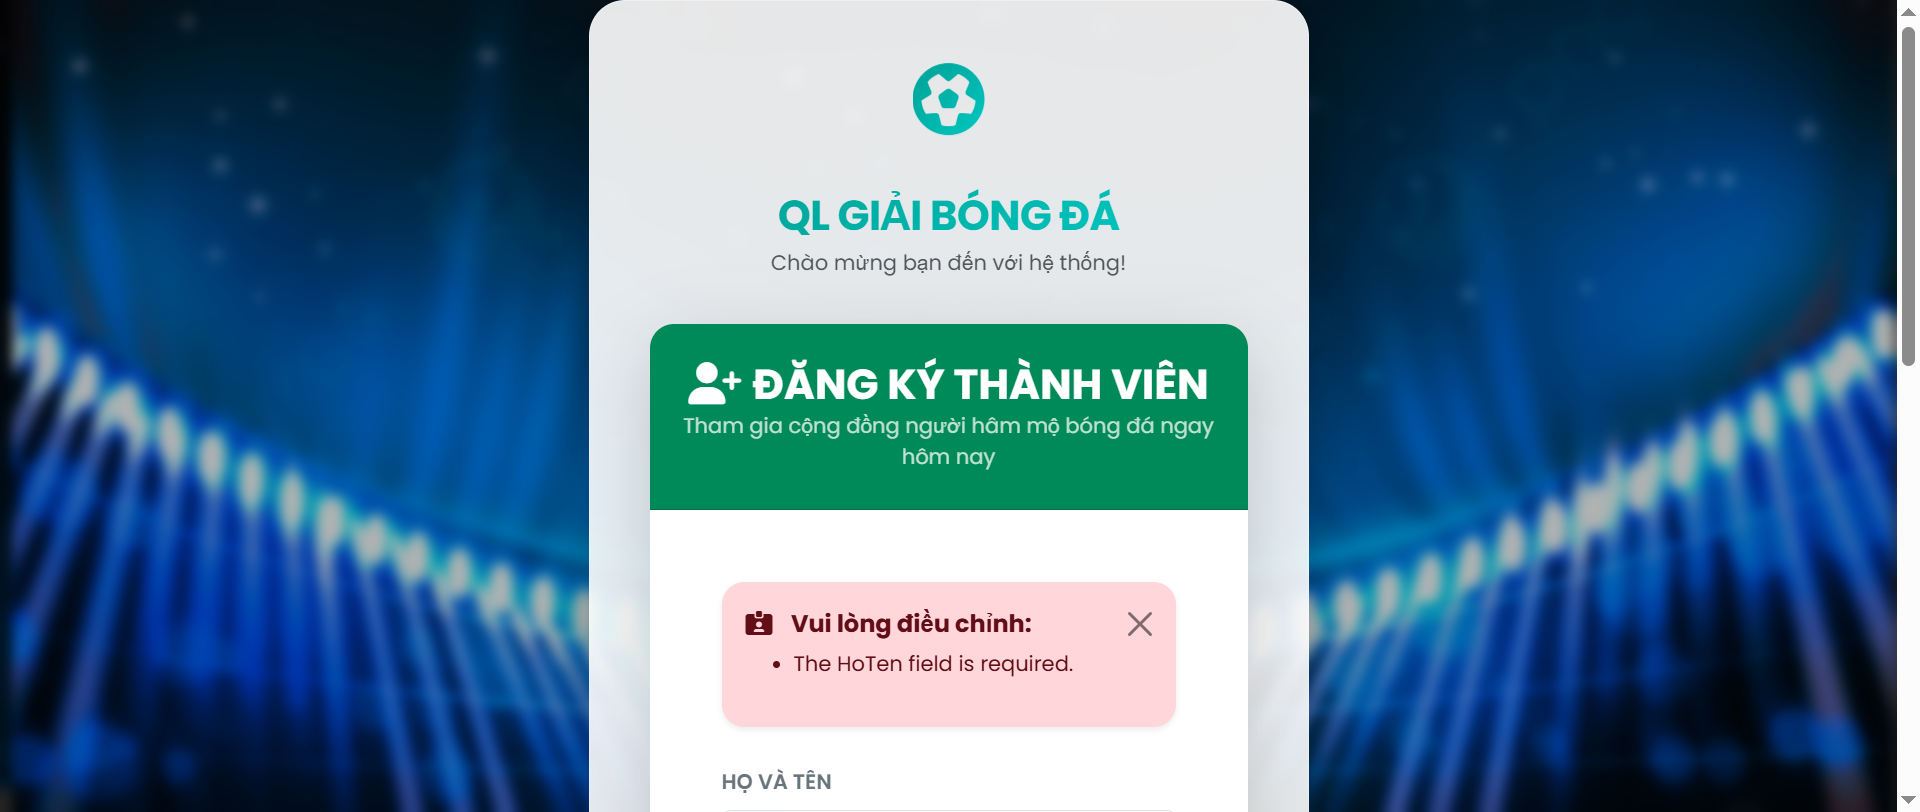 QL GIẢI BÓNG ĐÁ
Chào mừng bạn đến với hệ thống!
ĐĂNG KÝ THÀNH VIÊN
Tham gia cộng đồng người hâm mộ bóng đá ngay
hôm nay
Vui lòng điều chỉnh:
The HoTen field is required.
HỌ VÀ TÊN